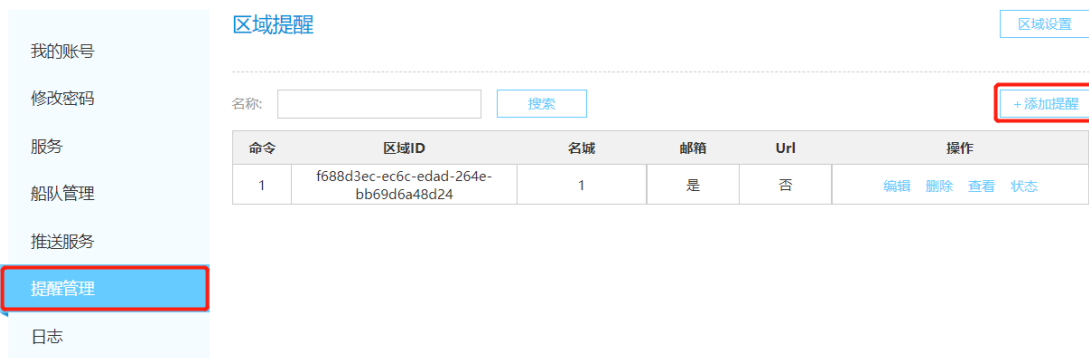 我的账号
修改密码
服务
船队管理
推送服务
提醒管理
日志
区域提醒
区域设置
名称: 搜索 +添加提醒
命令 区域ID 名城 邮箱 Url 操作
1 f688d3ec-ec6c-edad-264e-bb69d6a48d24 1 是 否 编辑 删除 查看 状态